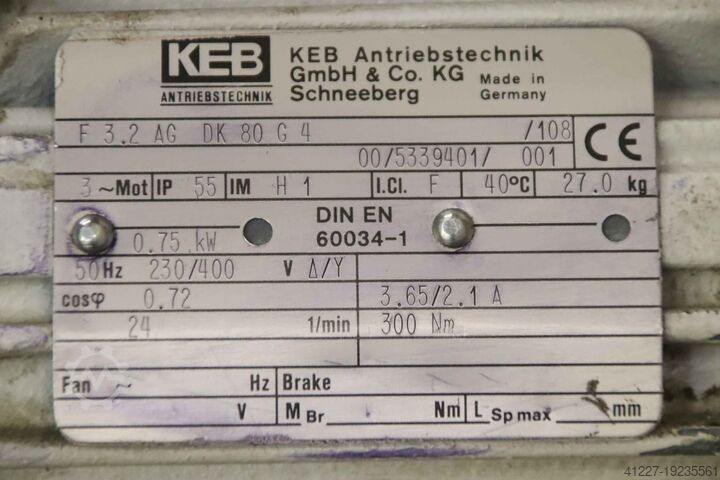 KEB
ANTRIEBSTECHNIK
KEB Antriebstechnik
GmbH & Co. KG
Schneeberg
Made in
Germany
F 3.2 AG DK 80 G 4 /108
00/5339401/ 001
CE
3 ~Mot IP 55 IM H 1 I.Cl. F 40°C 27.0 kg
DIN EN
60034-1
0.75 kW
50Hz 230/400 V Δ/Y
cosφ 0.72 3.65/2.1 A
24 1/min 300 Nm
Fan ~ Hz Brake
V M Br Nm L Sp max mm
41227-19235561